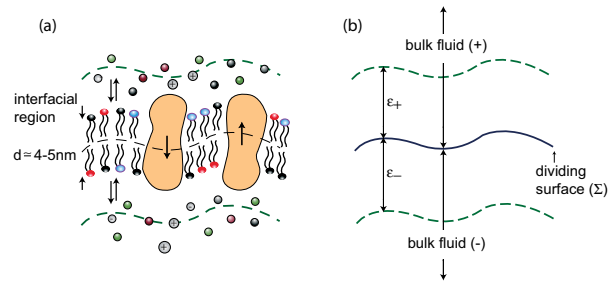 (a)
interfacial
region
d ≃ 4-5nm
+
+
-
+
+
(b)
bulk fluid (+)
ε+
ε−
dividing
surface (Σ)
bulk fluid (-)